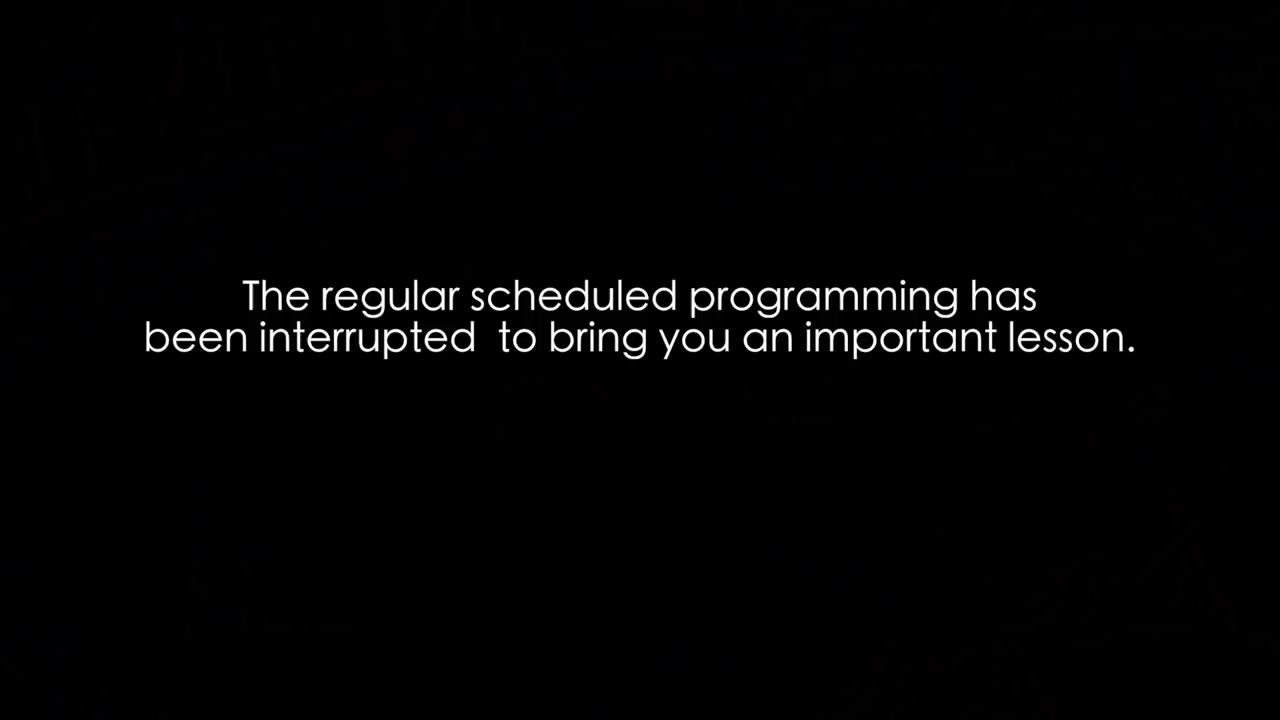 The regular scheduled programming has
been interrupted  to bring you an important lesson.